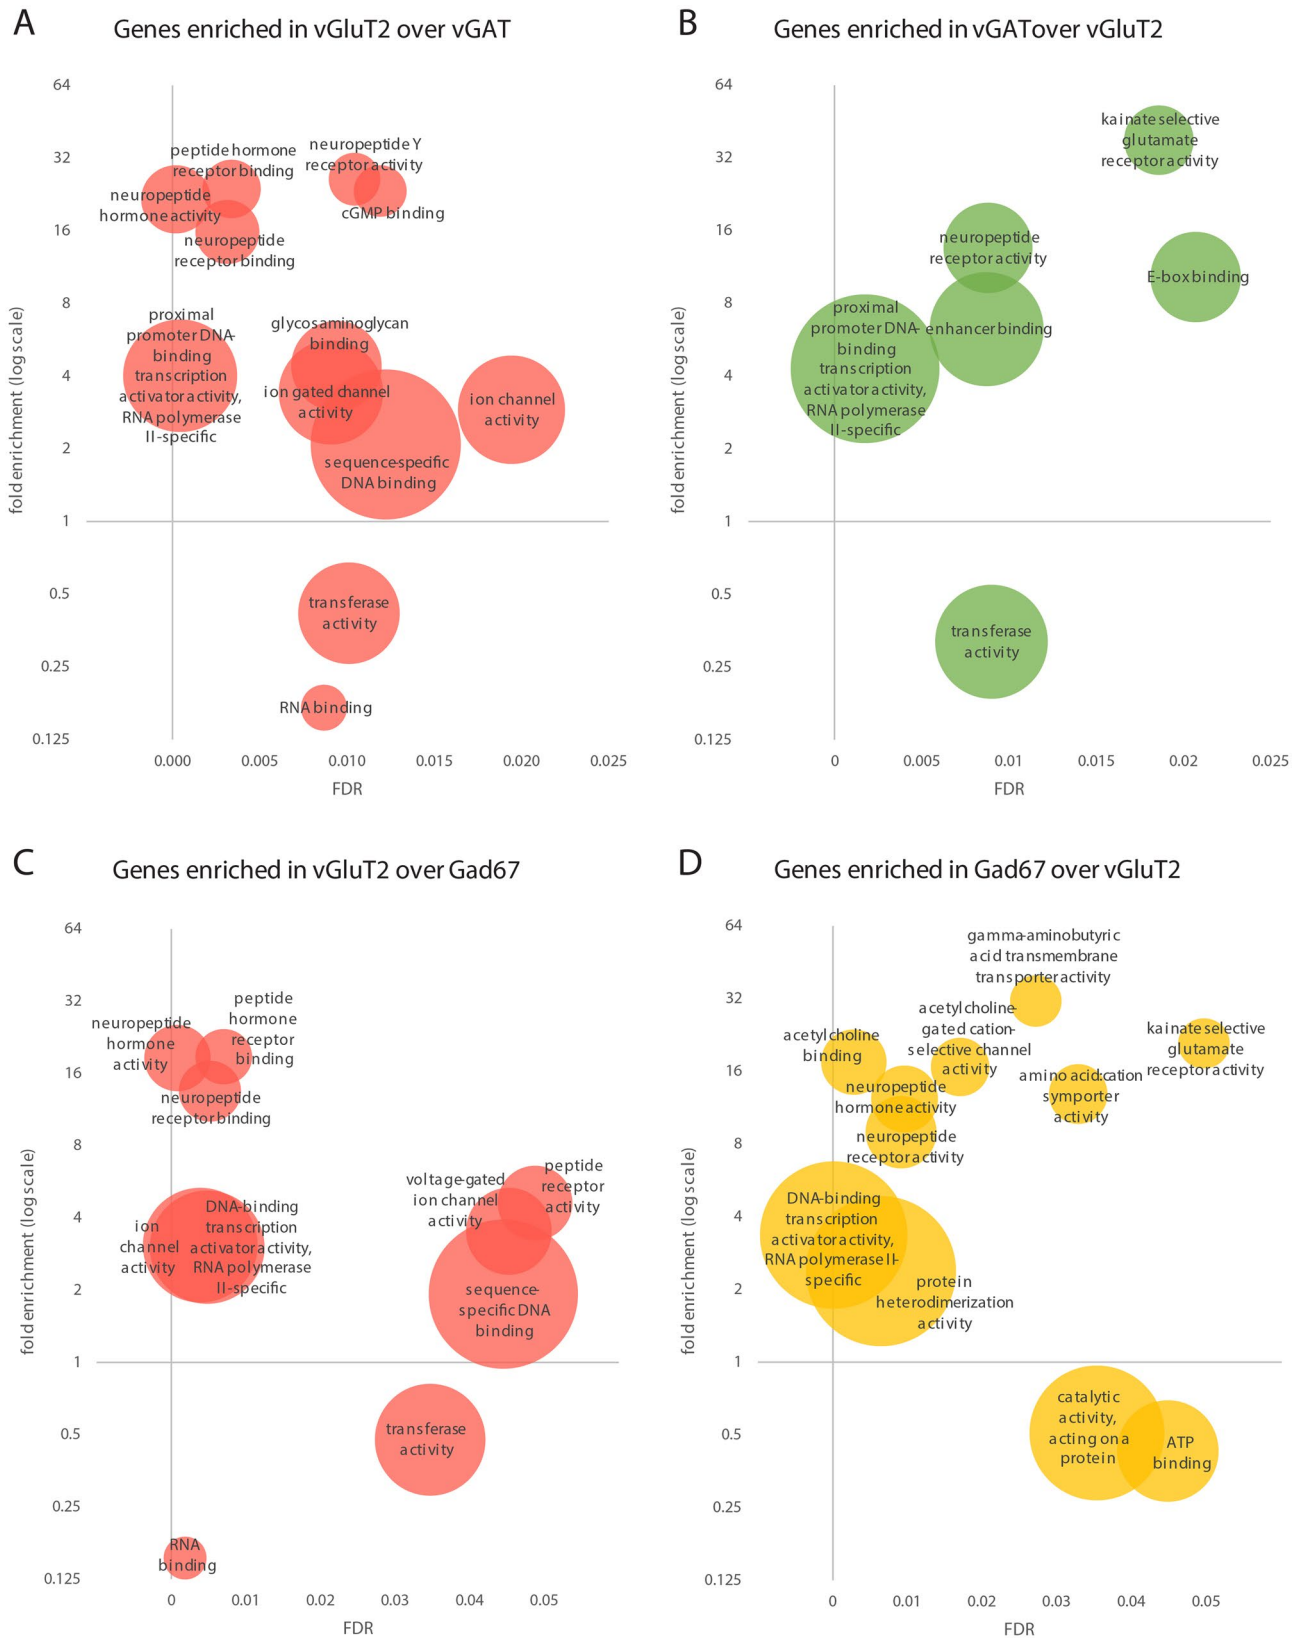 A
Genes enriched in vGluT2 over vGAT
64
32
16
8
4
2
1
0.5
0.25
0.125
fold enrichment (log scale)
peptide hormone
receptor binding
neuropeptide Y
receptor activity
neuropeptide
hormone activity
cGMP binding
neuropeptide
receptor binding
proximal
promoter DNA-
binding
transcription
activator activity,
RNA polymerase
II-specific
glycosaminoglycan
binding
ion gated channel
activity
ion channel
activity
sequence-specific
DNA binding
transferase
activity
RNA binding
0.000
0.005
0.010
0.015
0.020
0.025
FDR
B
Genes enriched in vGATover vGluT2
64
32
16
8
4
2
1
0.5
0.25
0.125
fold enrichment (log scale)
kainate selective
glutamate
receptor activity
neuropeptide
receptor activity
E-box binding
proximal
promoter DNA-
binding
transcription
activator activity,
RNA polymerase
II-specific
enhancer binding
transferase
activity
0
0.005
0.01
0.015
0.02
0.025
FDR
C
Genes enriched in vGluT2 over Gad67
64
32
16
8
4
2
1
0.5
0.25
0.125
fold enrichment (log scale)
neuropeptide
hormone
activity
peptide
hormone
receptor
binding
neuropeptide
receptor binding
ion
channel
activity
DNA-binding
transcription
activator activity,
RNA polymerase
II-specific
voltage-gated
ion channel
activity
peptide
receptor
activity
sequence-
specific DNA
binding
transferase
activity
RNA
binding
0
0.01
0.02
0.03
0.04
0.05
FDR
D
Genes enriched in Gad67 over vGluT2
64
32
16
8
4
2
1
0.5
0.25
0.125
fold enrichment (log scale)
gamma-aminobutyric
acid transmembrane
transporter activity
acetylcholine
binding
acetylcholine-
gated cation-
selective channel
activity
kainate selective
glutamate
receptor activity
neuropeptide
hormone activity
amino acid:cation
symporter
activity
neuropeptide
receptor activity
DNA-binding
transcription
activator activity,
RNA polymerase II-
specific
protein
heterodimerization
activity
catalytic
activity,
acting on a
protein
ATP
binding
0
0.01
0.02
0.03
0.04
0.05
FDR